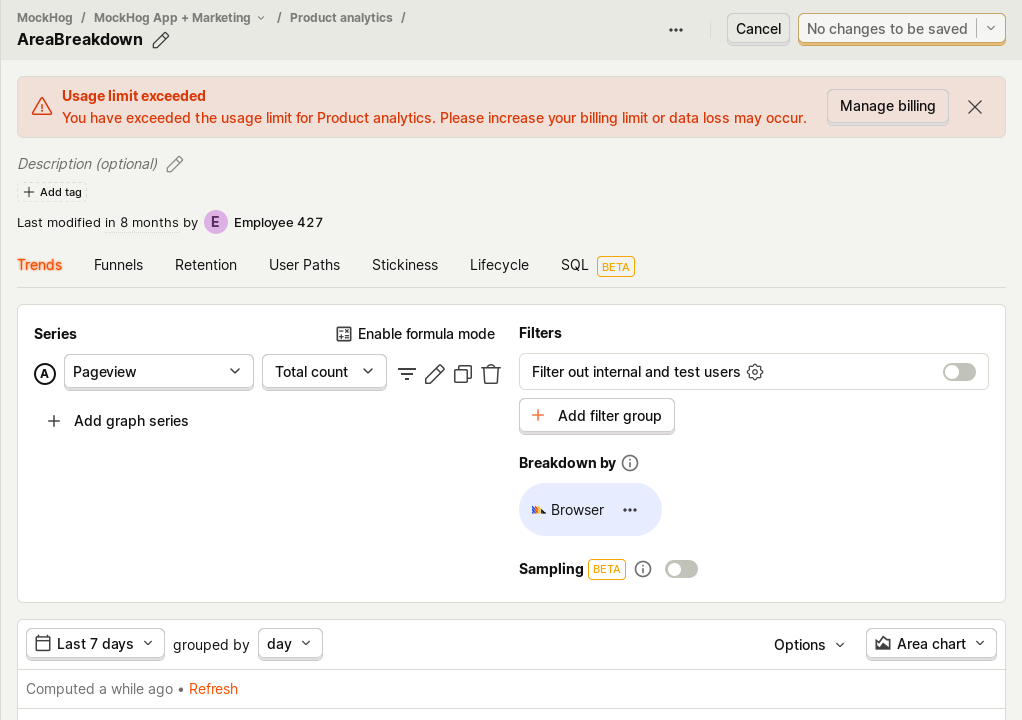 MockHog / MockHog App + Marketing / Product analytics /
AreaBreakdown
Cancel
No changes to be saved
Usage limit exceeded
You have exceeded the usage limit for Product analytics. Please increase your billing limit or data loss may occur.
Manage billing
Description (optional)
Add tag
Last modified in 8 months by E Employee 427
Trends Funnels Retention User Paths Stickiness Lifecycle SQL BETA
Series
Enable formula mode
A Pageview Total count
Add graph series
Filters
Filter out internal and test users
Add filter group
Breakdown by
Browser
Sampling BETA
Last 7 days grouped by day
Options
Area chart
Computed a while ago • Refresh